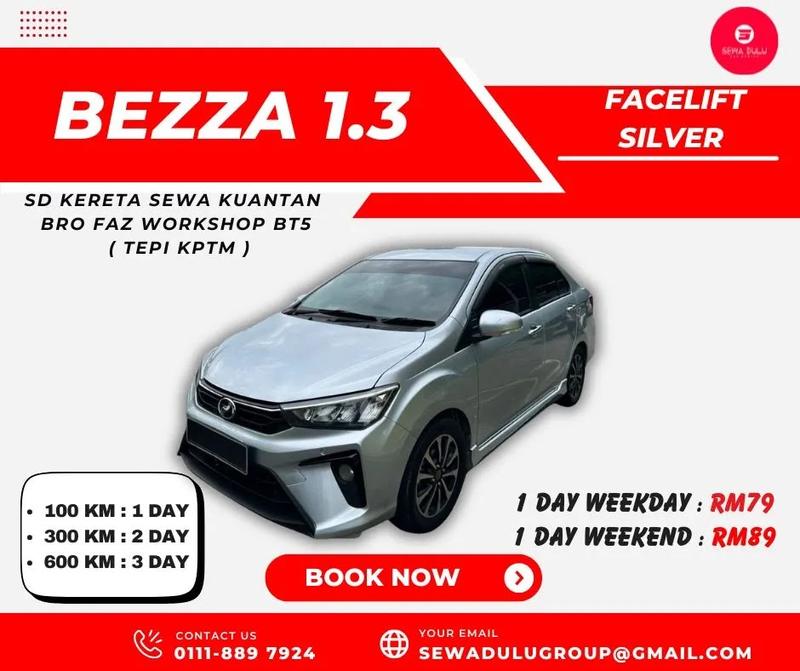 SEWA DULU
BEZZA 1.3
FACELIFT
SILVER
SD KERETA SEWA KUANTAN
BRO FAZ WORKSHOP BT5
( TEPI KPTM )
• 100 KM : 1 DAY
• 300 KM : 2 DAY
• 600 KM : 3 DAY
1 DAY WEEKDAY : RM79
1 DAY WEEKEND : RM89
BOOK NOW
CONTACT US
0111-889 7924
YOUR EMAIL
SEWADULUGROUP@GMAIL.COM